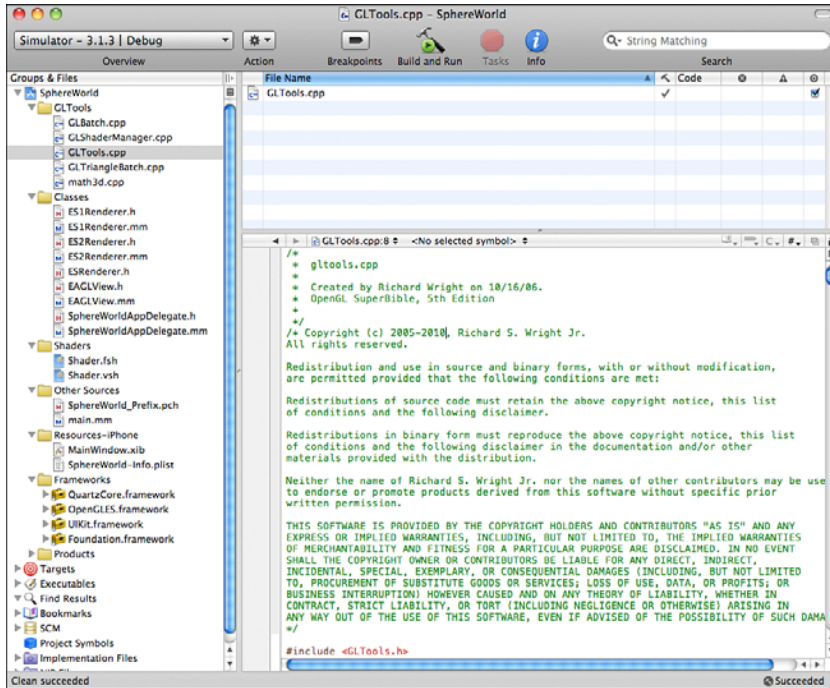 GLTools.cpp - SphereWorld
Simulator - 3.1.3 | Debug
String Matching
Overview
Action
Breakpoints
Build and Run
Tasks
Info
Search
Groups & Files
SphereWorld
GLTools
GLBatch.cpp
GLShaderManager.cpp
GLTools.cpp
GLTriangleBatch.cpp
math3d.cpp
Classes
ES1Renderer.h
ES1Renderer.mm
ES2Renderer.h
ES2Renderer.mm
ESRenderer.h
EAGLView.h
EAGLView.mm
SphereWorldAppDelegate.h
SphereWorldAppDelegate.mm
Shaders
Shader.fsh
Shader.vsh
Other Sources
SphereWorld_Prefix.pch
main.mm
Resources-iPhone
MainWindow.xib
SphereWorld-Info.plist
Frameworks
QuartzCore.framework
OpenGLES.framework
UIKit.framework
Foundation.framework
Products
Targets
Executables
Find Results
Bookmarks
SCM
Project Symbols
Implementation Files
File Name Code
GLTools.cpp
GLTools.cpp:8 <No selected symbol> C #
/*
* gltools.cpp
*
* Created by Richard Wright on 10/16/06.
* OpenGL SuperBible, 5th Edition
*
*/
/* Copyright (c) 2005-2010, Richard S. Wright Jr.
All rights reserved.
Redistribution and use in source and binary forms, with or without modification,
are permitted provided that the following conditions are met:
Redistributions of source code must retain the above copyright notice, this list
of conditions and the following disclaimer.
Redistributions in binary form must reproduce the above copyright notice, this list
of conditions and the following disclaimer in the documentation and/or other
materials provided with the distribution.
Neither the name of Richard S. Wright Jr. nor the names of other contributors may be use
to endorse or promote products derived from this software without specific prior
written permission.
THIS SOFTWARE IS PROVIDED BY THE COPYRIGHT HOLDERS AND CONTRIBUTORS "AS IS" AND ANY
EXPRESS OR IMPLIED WARRANTIES, INCLUDING, BUT NOT LIMITED TO, THE IMPLIED WARRANTIES
OF MERCHANTABILITY AND FITNESS FOR A PARTICULAR PURPOSE ARE DISCLAIMED. IN NO EVENT
SHALL THE COPYRIGHT OWNER OR CONTRIBUTORS BE LIABLE FOR ANY DIRECT, INDIRECT,
INCIDENTAL, SPECIAL, EXEMPLARY, OR CONSEQUENTIAL DAMAGES (INCLUDING, BUT NOT LIMITED
TO, PROCUREMENT OF SUBSTITUTE GOODS OR SERVICES; LOSS OF USE, DATA, OR PROFITS; OR
BUSINESS INTERRUPTION) HOWEVER CAUSED AND ON ANY THEORY OF LIABILITY, WHETHER IN
CONTRACT, STRICT LIABILITY, OR TORT (INCLUDING NEGLIGENCE OR OTHERWISE) ARISING IN
ANY WAY OUT OF THE USE OF THIS SOFTWARE, EVEN IF ADVISED OF THE POSSIBILITY OF SUCH DAMA
*/
#include <GLTools.h>
Clean succeeded
Succeeded